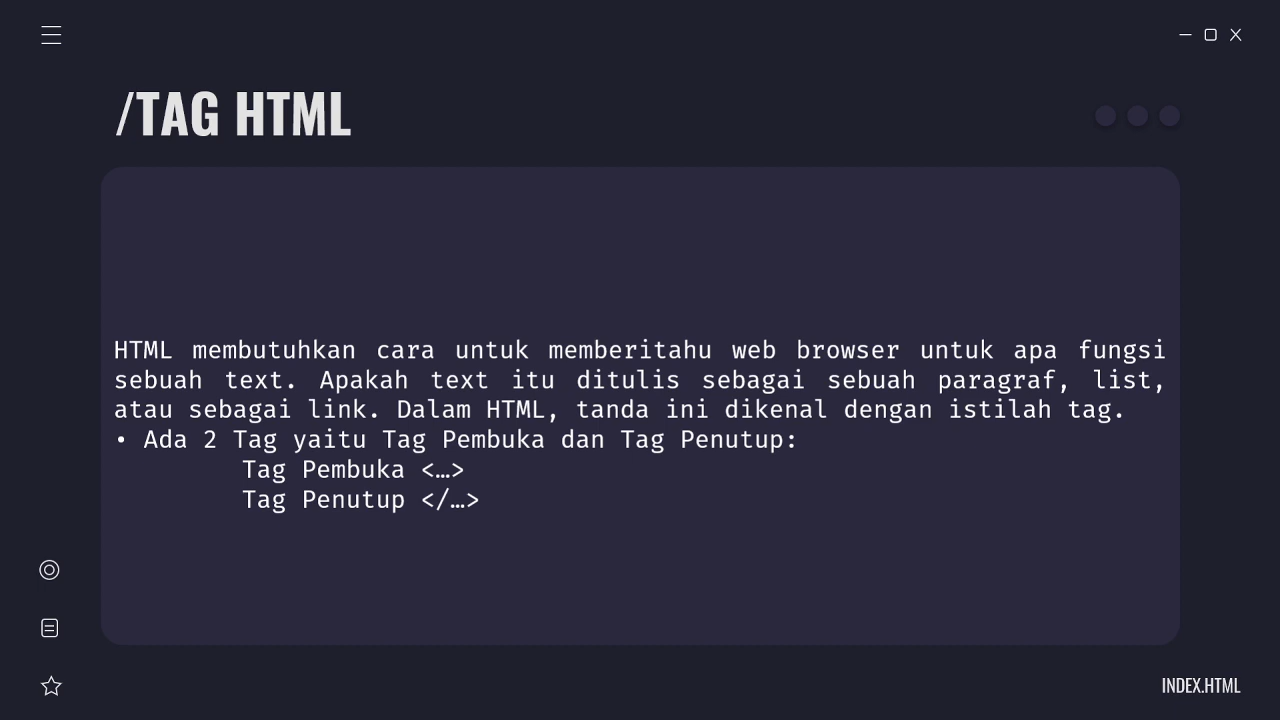 /TAG HTML
HTML membutuhkan cara untuk memberitahu web browser untuk apa fungsi
sebuah text. Apakah text itu ditulis sebagai sebuah paragraf, list,
atau sebagai link. Dalam HTML, tanda ini dikenal dengan istilah tag.
• Ada 2 Tag yaitu Tag Pembuka dan Tag Penutup:
Tag Pembuka <…>
Tag Penutup </…>
INDEX.HTML